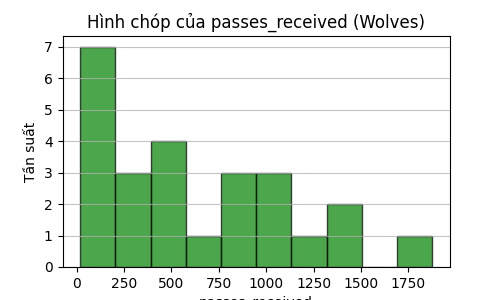 Hình chóp của passes_received (Wolves)
Tần suất
7
6
5
4
3
2
1
0
0 250 500 750 1000 1250 1500 1750
passes_received